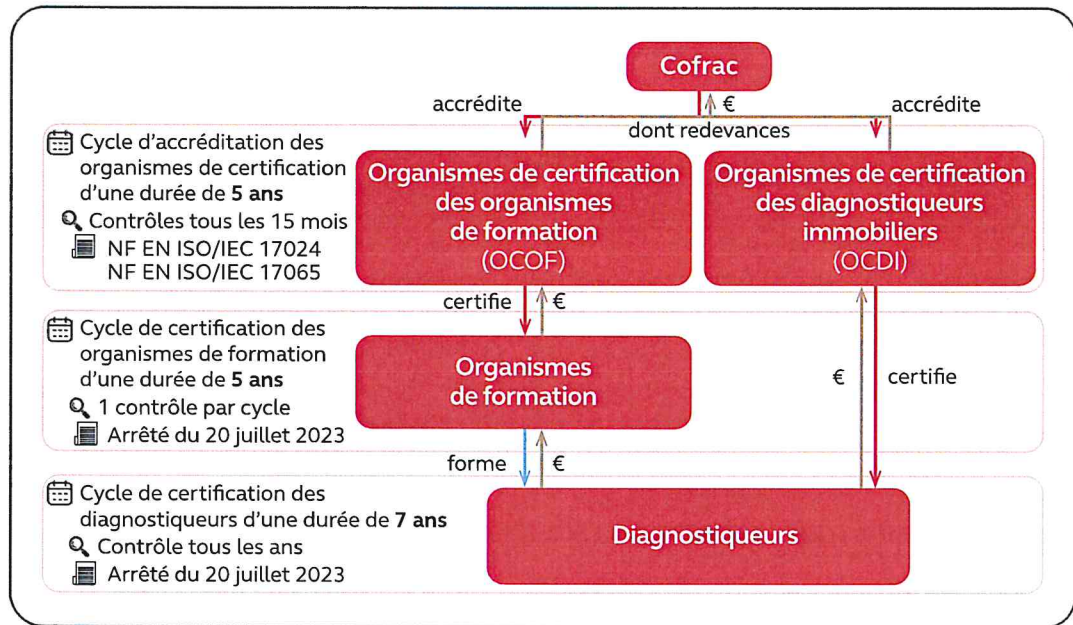 Cofrac
accrédite
€
accrédite
dont redevances
Cycle d'accréditation des
organismes de certification
d'une durée de 5 ans
Contrôles tous les 15 mois
NF EN ISO/IEC 17024
NF EN ISO/IEC 17065
Organismes de certification
des organismes
de formation
(OCOF)
Organismes de certification
des diagnostiqueurs
immobiliers
(OCDI)
certifie
€
Cycle de certification des
organismes de formation
d'une durée de 5 ans
1 contrôle par cycle
Arrêté du 20 juillet 2023
Organismes
de formation
€
certifie
forme
€
Cycle de certification des
diagnostiqueurs d'une durée de 7 ans
Contrôle tous les ans
Arrêté du 20 juillet 2023
Diagnostiqueurs